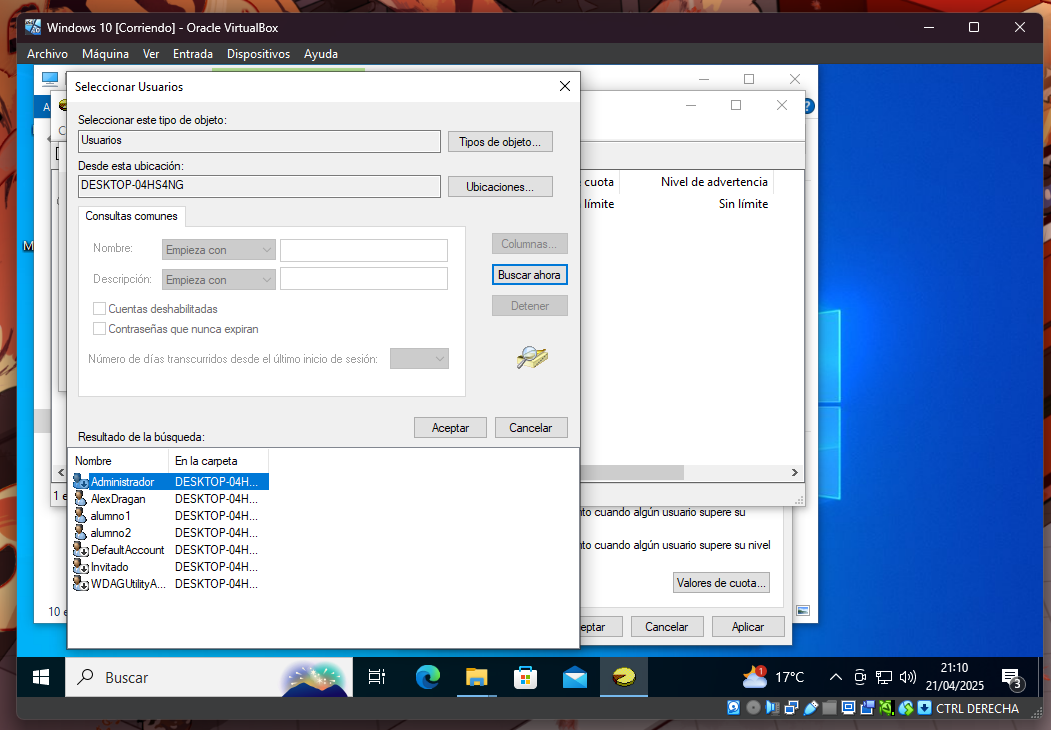 Windows 10 [Corriendo] - Oracle VirtualBox
Archivo Máquina Ver Entrada Dispositivos Ayuda
Seleccionar Usuarios
Seleccionar este tipo de objeto:
Usuarios
Tipos de objeto...
Desde esta ubicación:
DESKTOP-04HS4NG
Ubicaciones...
cuota Nivel de advertencia
límite Sin límite
Consultas comunes
Nombre: Empieza con
Columnas...
Descripción: Empieza con
Buscar ahora
Cuentas deshabilitadas
Detener
Contraseñas que nunca expiran
Número de días transcurridos desde el último inicio de sesión:
Aceptar Cancelar
Resultado de la búsqueda:
Nombre En la carpeta
Administrador DESKTOP-04H...
AlexDragan DESKTOP-04H...
alumno1 DESKTOP-04H...
alumno2 DESKTOP-04H...
DefaultAccount DESKTOP-04H...
Invitado DESKTOP-04H...
WDAGUtilityA... DESKTOP-04H...
1 e
nto cuando algún usuario supere su
nto cuando algún usuario supere su nivel
Valores de cuota...
10 e
eptar Cancelar Aplicar
Buscar
1
17°C
21:10
21/04/2025
3
CTRL DERECHA